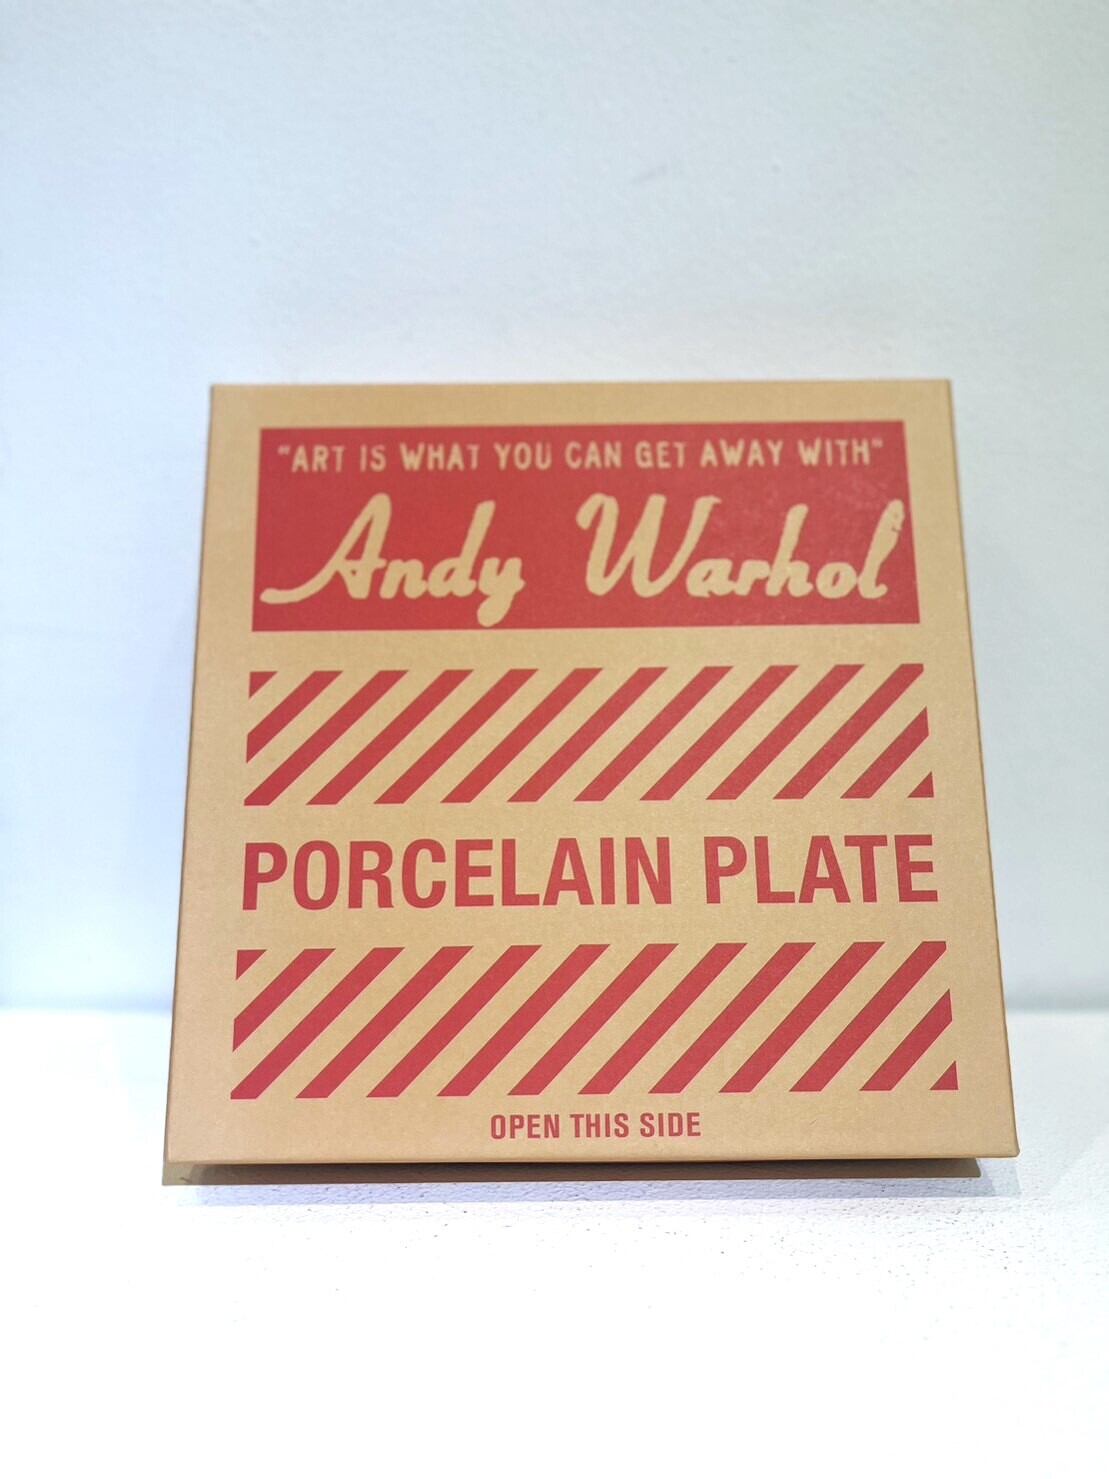 "ART IS WHAT YOU CAN GET AWAY WITH"
Andy Warhol
PORCELAIN PLATE
OPEN THIS SIDE